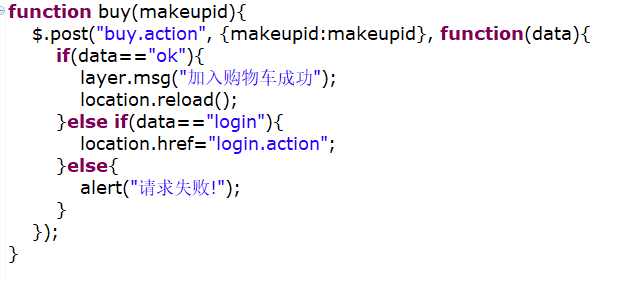 function buy(makeupid){
$.post("buy.action", {makeupid:makeupid}, function(data){
if(data=="ok"){
layer.msg("加入购物车成功");
location.reload();
}else if(data=="login"){
location.href="login.action";
}else{
alert("请求失败!");
}
});
}